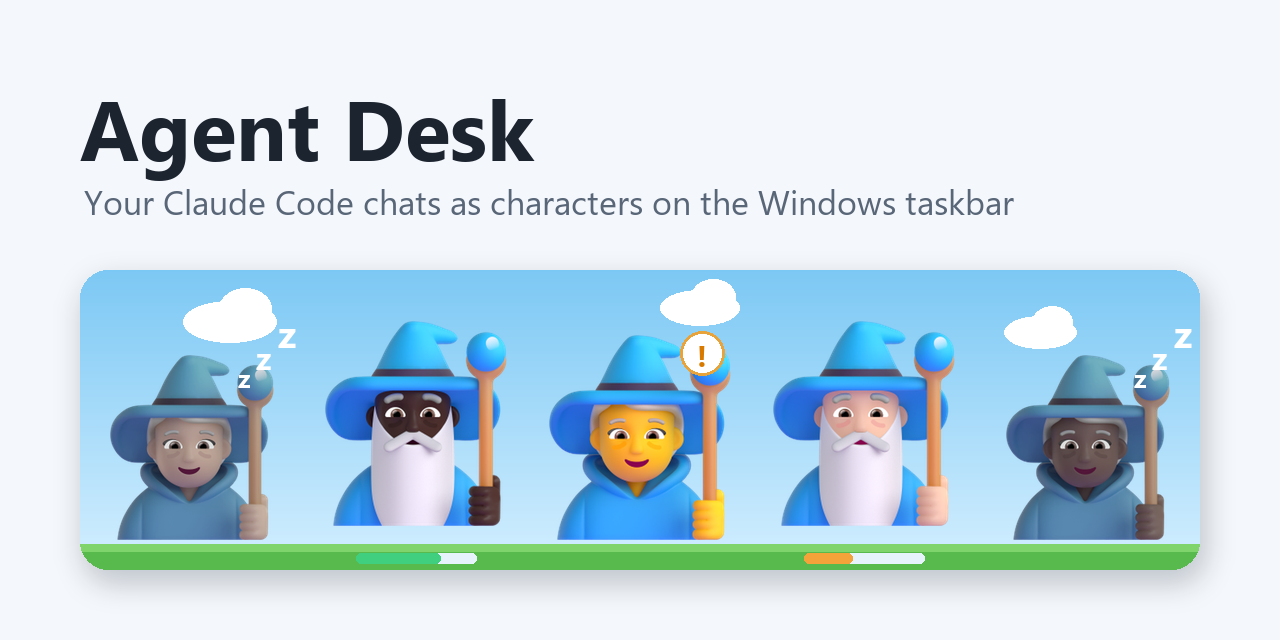 Agent Desk
Your Claude Code chats as characters on the Windows taskbar
z z z
!
z z z